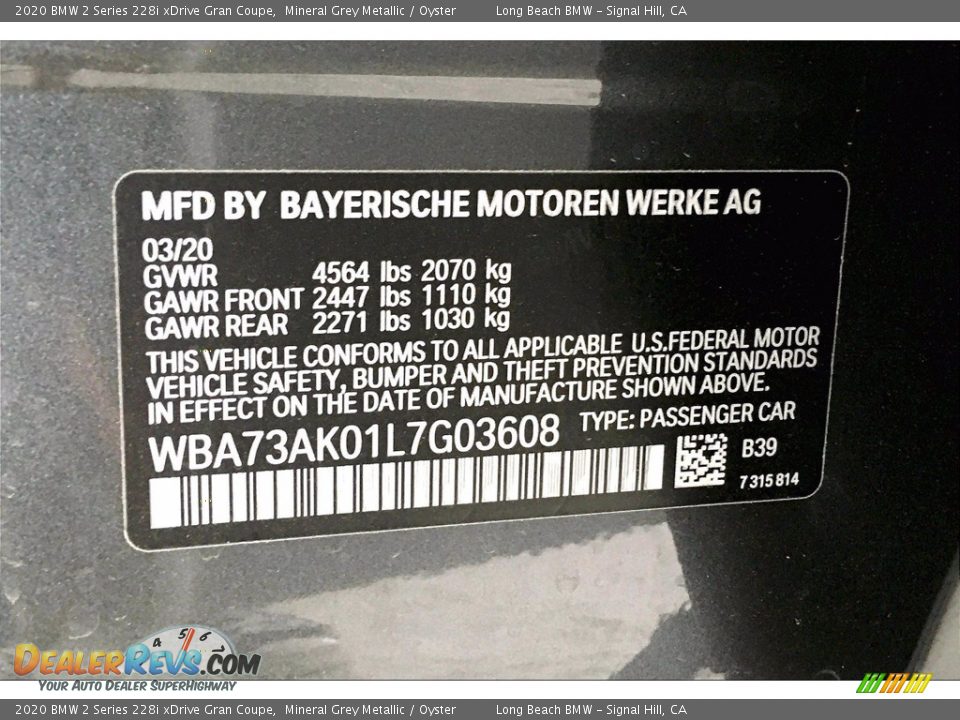 2020 BMW 2 Series 228i xDrive Gran Coupe, Mineral Grey Metallic / Oyster Long Beach BMW - Signal Hill, CA
MFD BY BAYERISCHE MOTOREN WERKE AG
03/20
GVWR 4564 lbs 2070 kg
GAWR FRONT 2447 lbs 1110 kg
GAWR REAR 2271 lbs 1030 kg
THIS VEHICLE CONFORMS TO ALL APPLICABLE U.S.FEDERAL MOTOR
VEHICLE SAFETY, BUMPER AND THEFT PREVENTION STANDARDS
IN EFFECT ON THE DATE OF MANUFACTURE SHOWN ABOVE.
WBA73AK01L7G03608 TYPE: PASSENGER CAR
B39
7 315 814
4 5 6
DEALERREVS.COM
YOUR AUTO DEALER SUPERHIGHWAY
2020 BMW 2 Series 228i xDrive Gran Coupe, Mineral Grey Metallic / Oyster Long Beach BMW - Signal Hill, CA